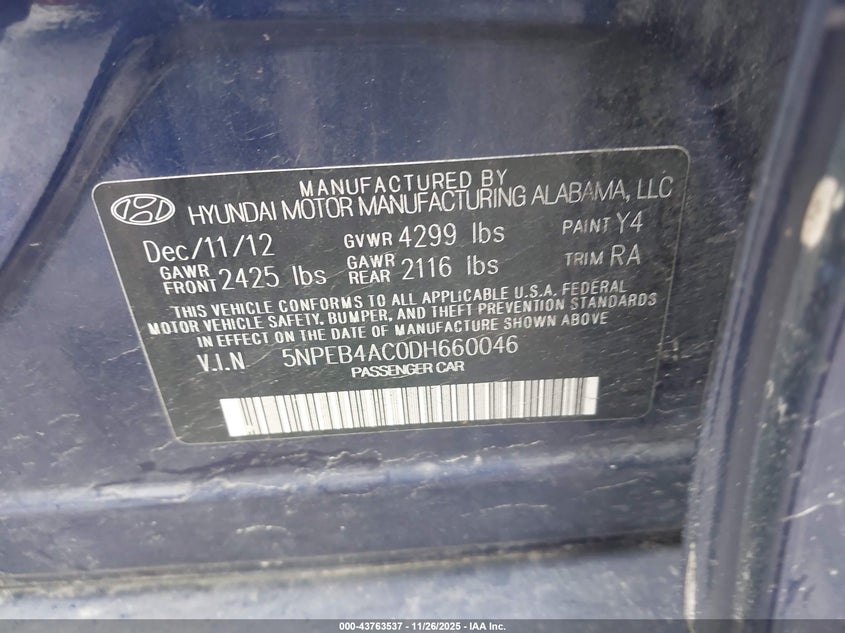 MANUFACTURED BY
HYUNDAI MOTOR MANUFACTURING ALABAMA, LLC
Dec/11/12 GVWR 4299 lbs PAINT Y4
GAWR FRONT 2425 lbs GAWR REAR 2116 lbs TRIM RA
THIS VEHICLE CONFORMS TO ALL APPLICABLE U.S.A. FEDERAL
MOTOR VEHICLE SAFETY, BUMPER, AND THEFT PREVENTION STANDARDS
IN EFFECT ON THE DATE OF MANUFACTURE SHOWN ABOVE
V.I.N 5NPEB4AC0DH660046
PASSENGER CAR
000-43763537 - 11/26/2025 - IAA Inc.